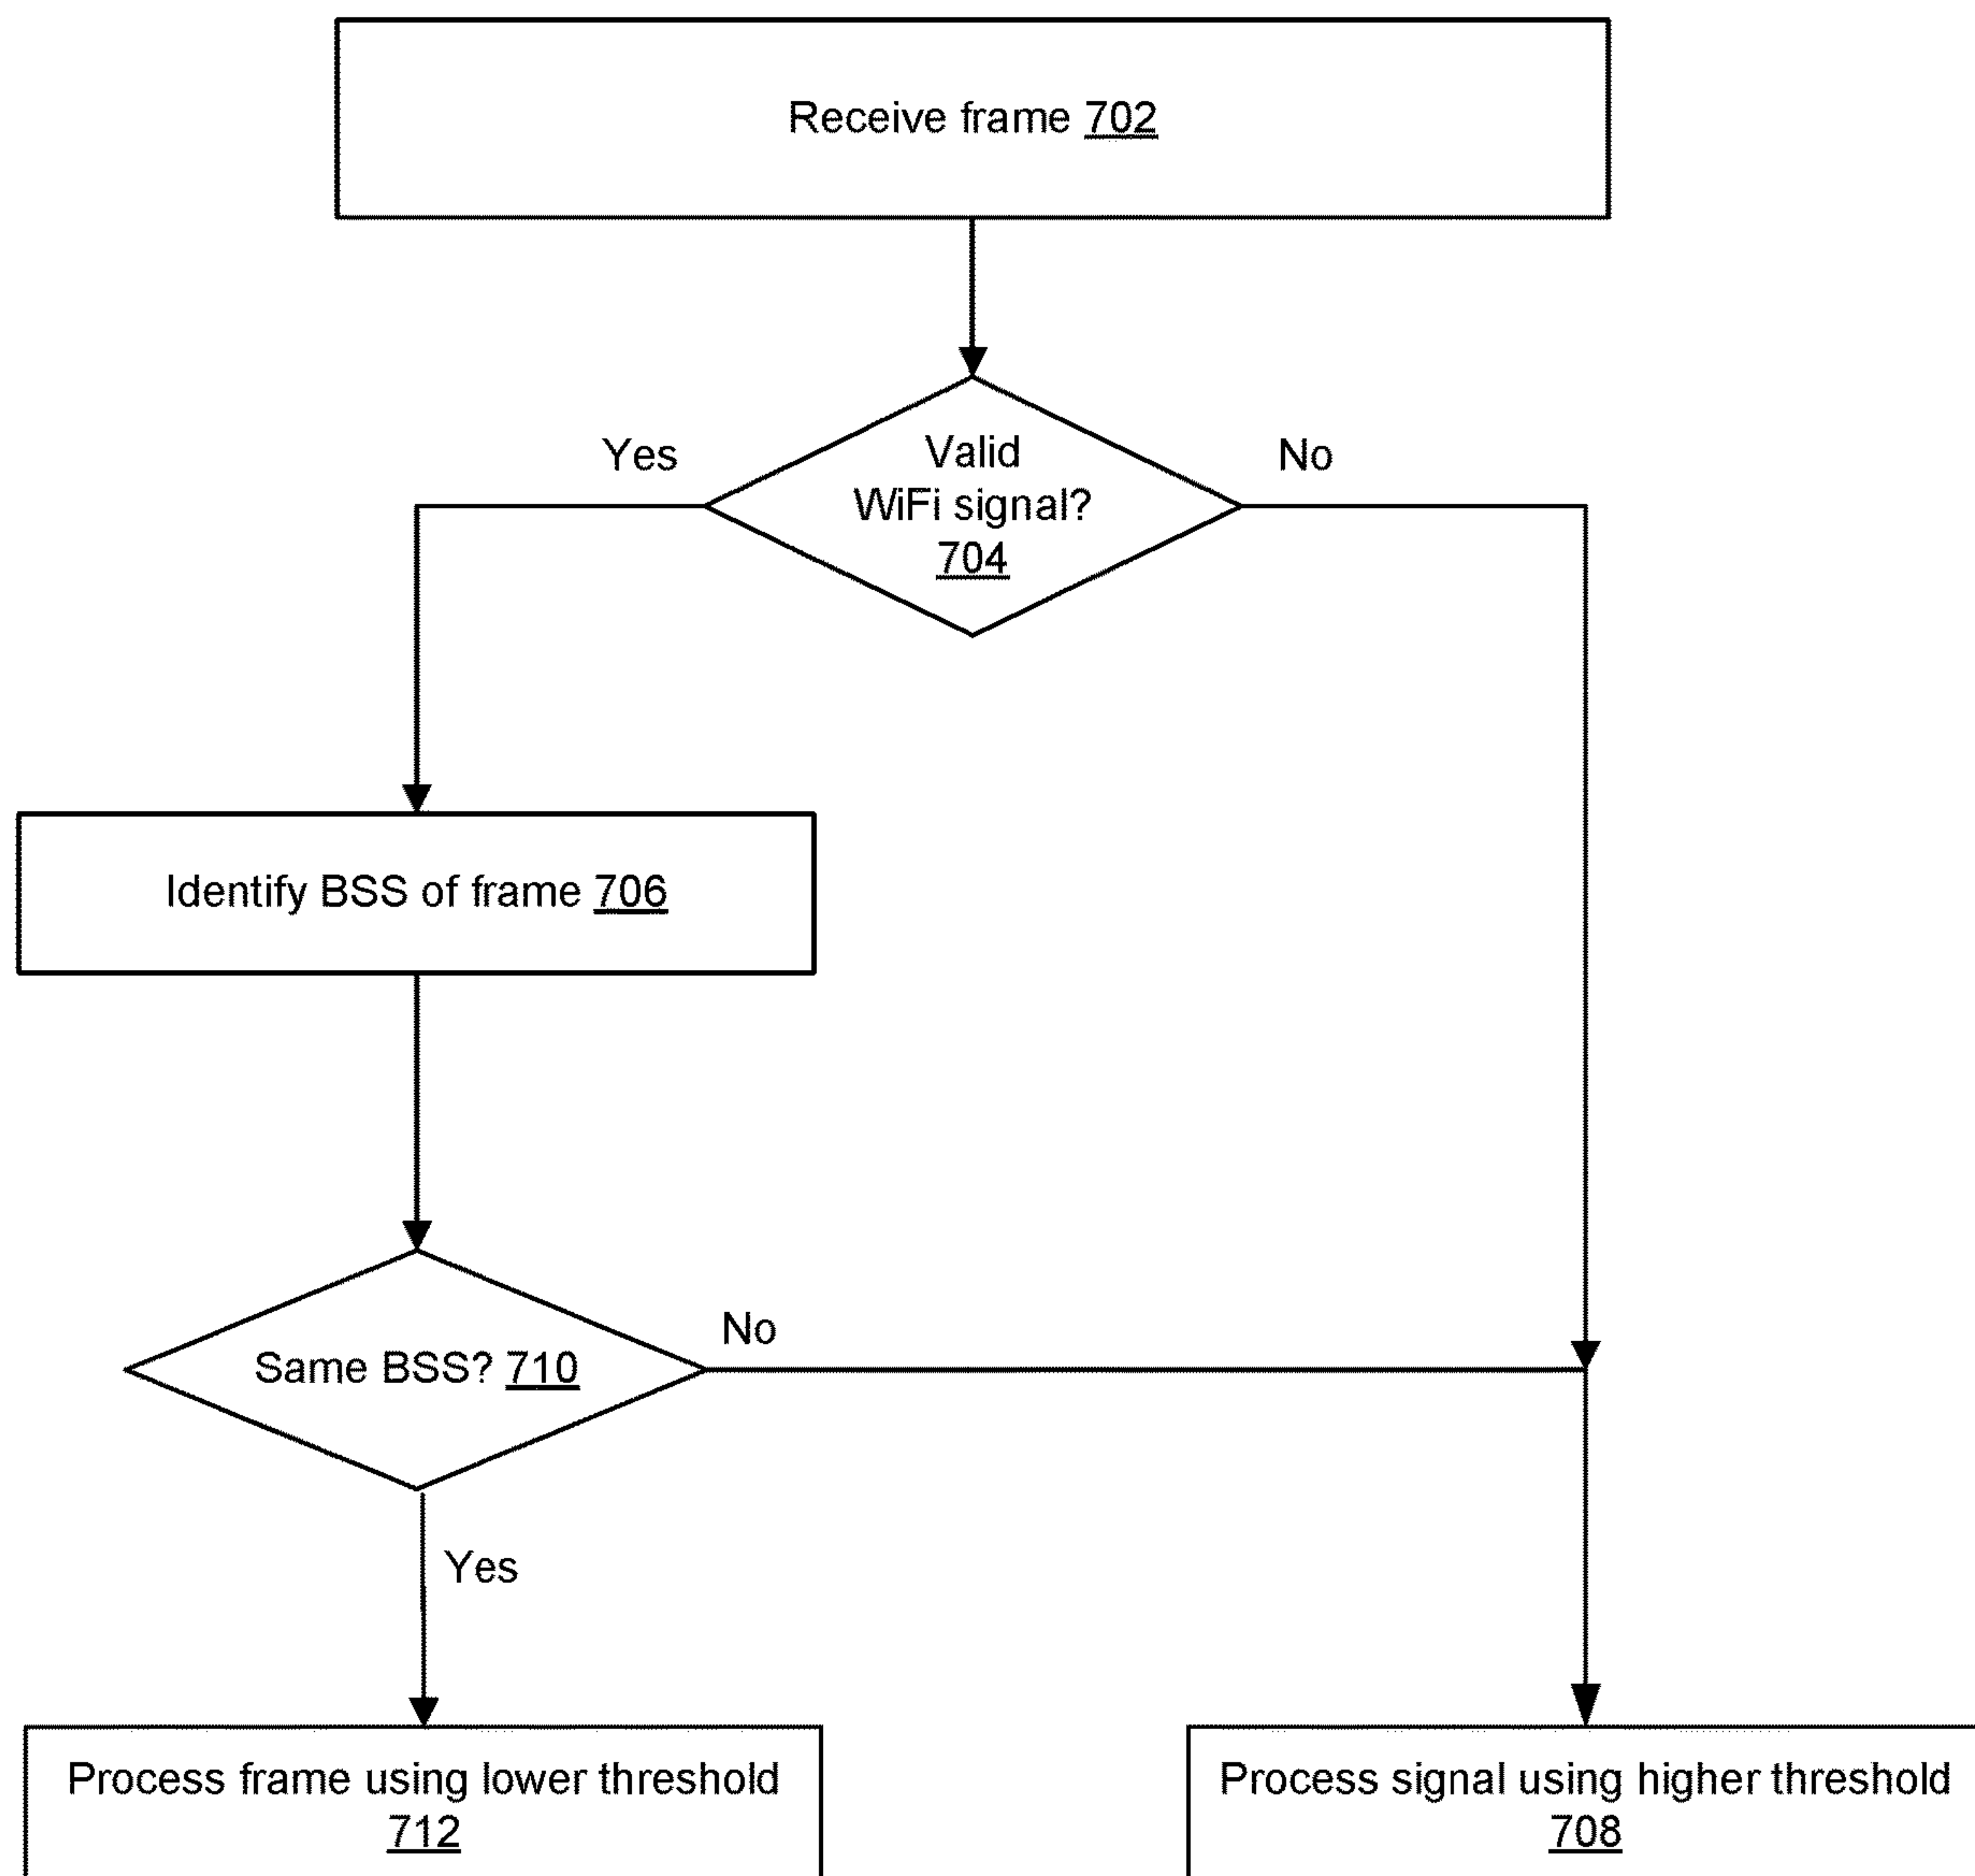 Receive frame 702
Yes
Valid
No
WiFi signal?
704
Identify BSS of frame 706
No
Same BSS? 710
Yes
Process frame using lower threshold
712
Process signal using higher threshold
708